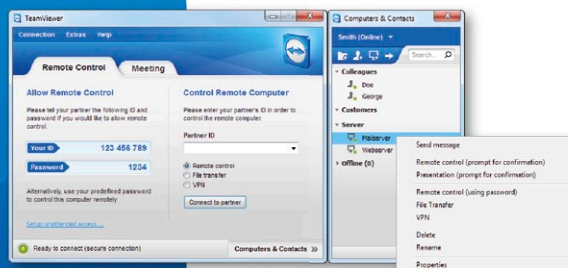 TeamViewer
Connection Extras Help
Remote Control Meeting
Allow Remote Control
Please tell your partner the following ID and
password if you would like to allow remote
control.
Your ID 123 456 789
Password 1234
Alternatively, use your predefined password
to control this computer remotely.
Setup unattended access...
Control Remote Computer
Please enter your partner's ID in order to
control the remote computer.
Partner ID
Remote control
File transfer
VPN
Connect to partner
Ready to connect (secure connection)
Computers & Contacts
Computers & Contacts
Smith (Online)
Search...
Colleagues
Doe
George
Customers
Server
Mailserver
Webserver
Offline (0)
Send message
Remote control (prompt for confirmation)
Presentation (prompt for confirmation)
Remote control (using password)
File Transfer
VPN
Delete
Rename
Properties